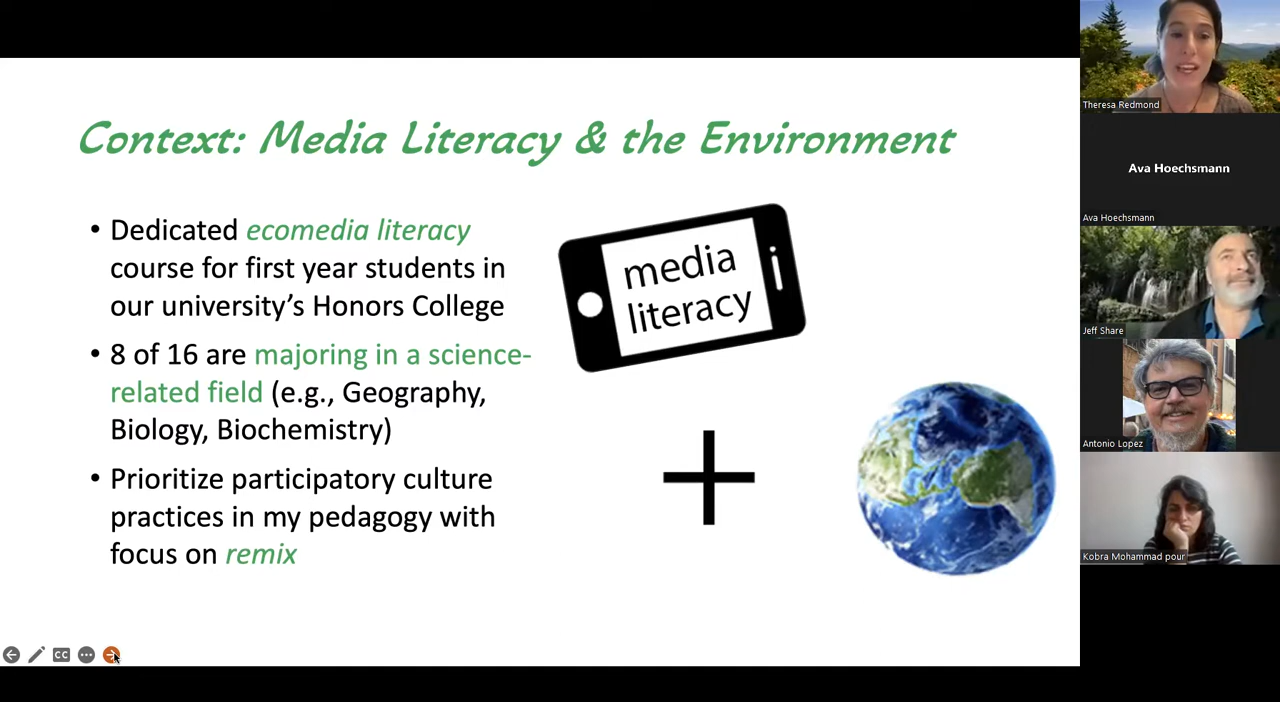 Context: Media Literacy & the Environment
• Dedicated ecomedia literacy
course for first year students in
our university’s Honors College
• 8 of 16 are majoring in a science-
related field (e.g., Geography,
Biology, Biochemistry)
• Prioritize participatory culture
practices in my pedagogy with
focus on remix
media
literacy
CC
Theresa Redmond
Ava Hoechsmann
Ava Hoechsmann
Jeff Share
Antonio Lopez
Kobra Mohammad pour